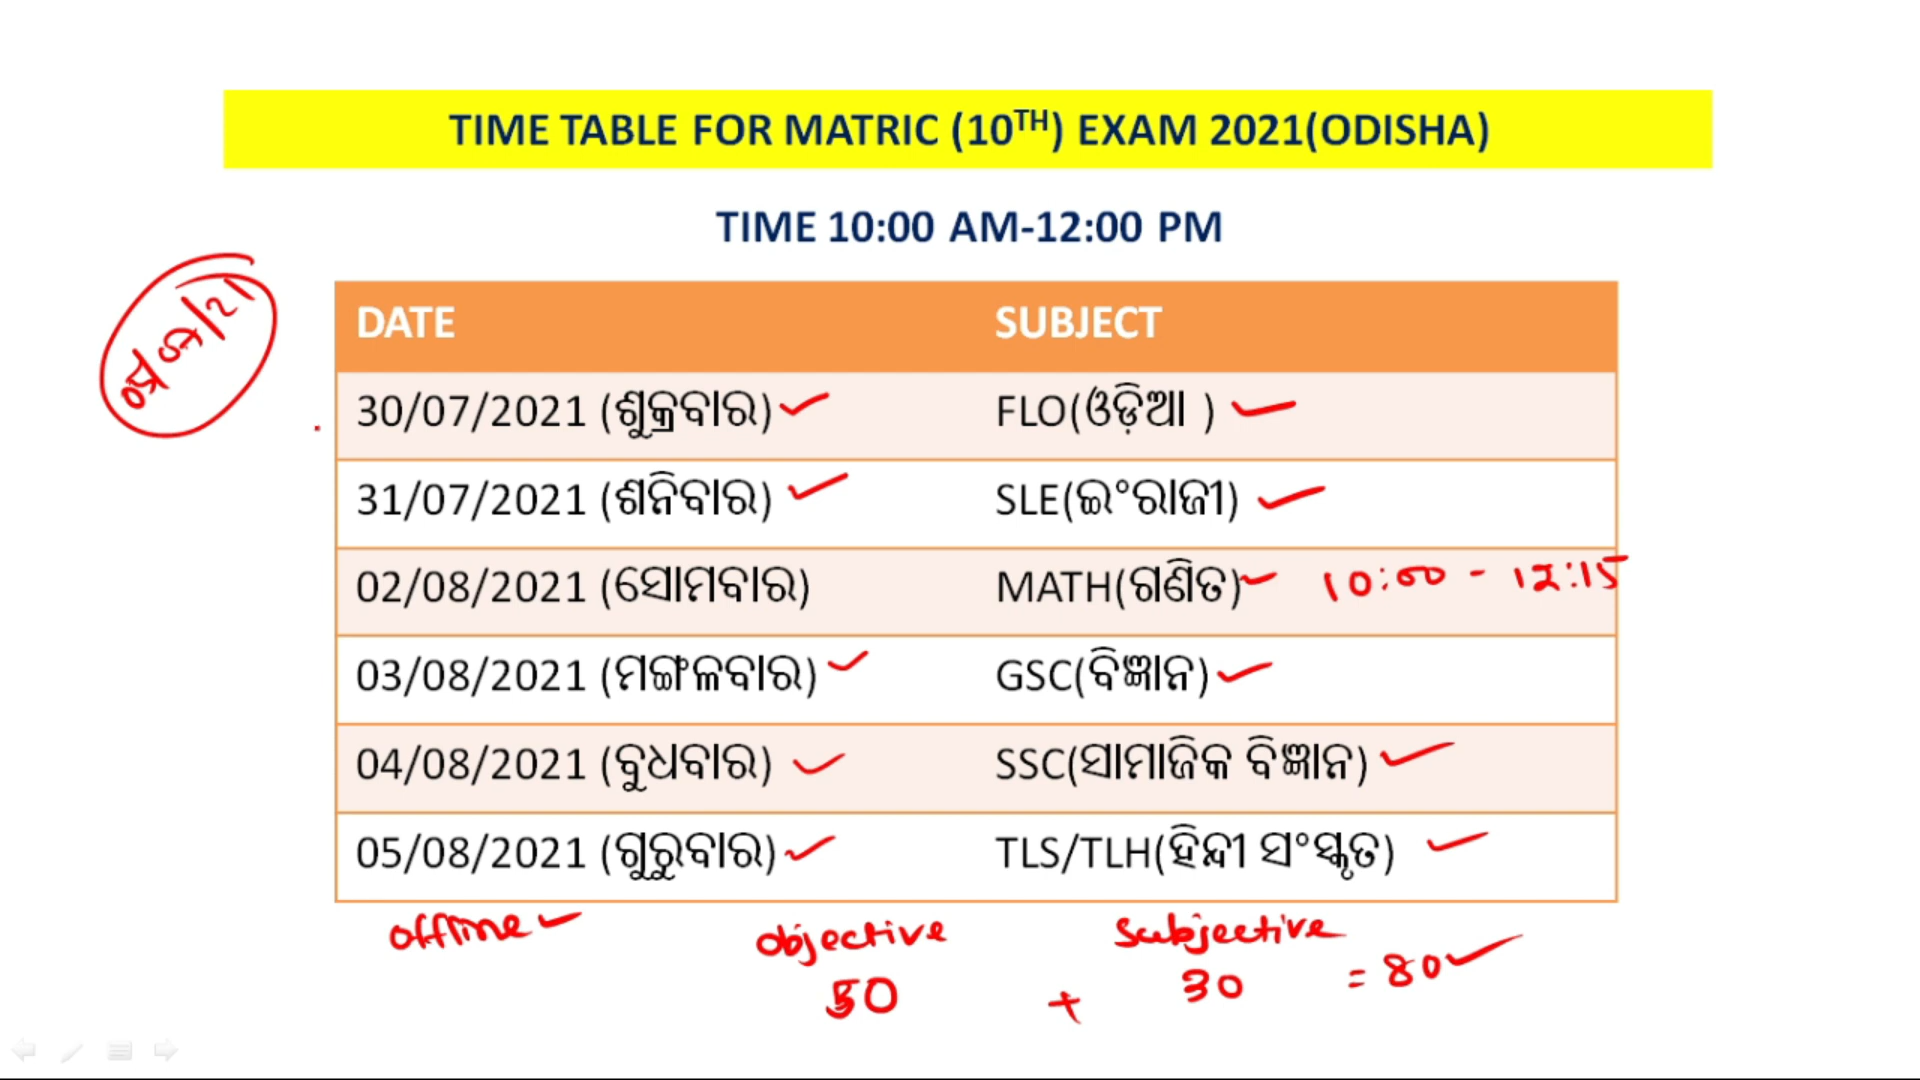 TIME TABLE FOR MATRIC (10TH) EXAM 2021(ODISHA)
TIME 10:00 AM-12:00 PM
DATE SUBJECT
30/07/2021 (ଶୁକ୍ରବାର) FLO(ଓଡ଼ିଆ )
31/07/2021 (ଶନିବାର) SLE(ଇଂରାଜୀ)
02/08/2021 (ସୋମବାର) MATH(ଗଣିତ) 10:00 - 12:15
03/08/2021 (ମଙ୍ଗଳବାର) GSC(ବିଜ୍ଞାନ)
04/08/2021 (ବୁଧବାର) SSC(ସାମାଜିକ ବିଜ୍ଞାନ)
05/08/2021 (ଗୁରୁବାର) TLS/TLH(ହିନ୍ଦୀ ସଂସ୍କୃତ)
offline objective subjective
50 + 30 = 80